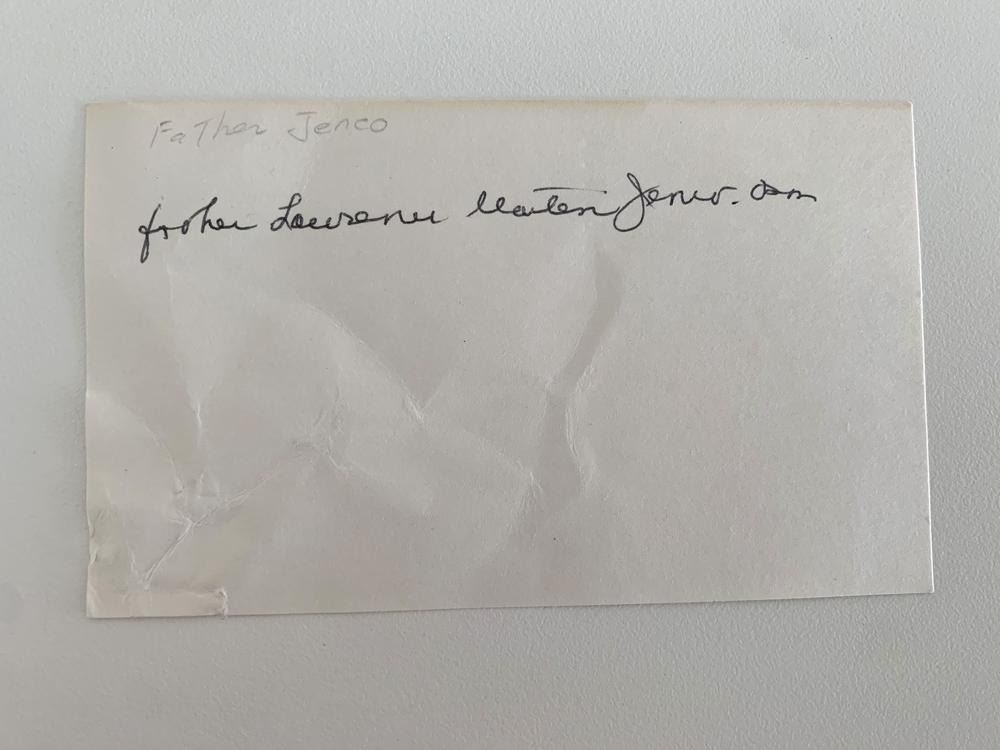 Father Jenco
father Lawrence Martin Jenco. osm